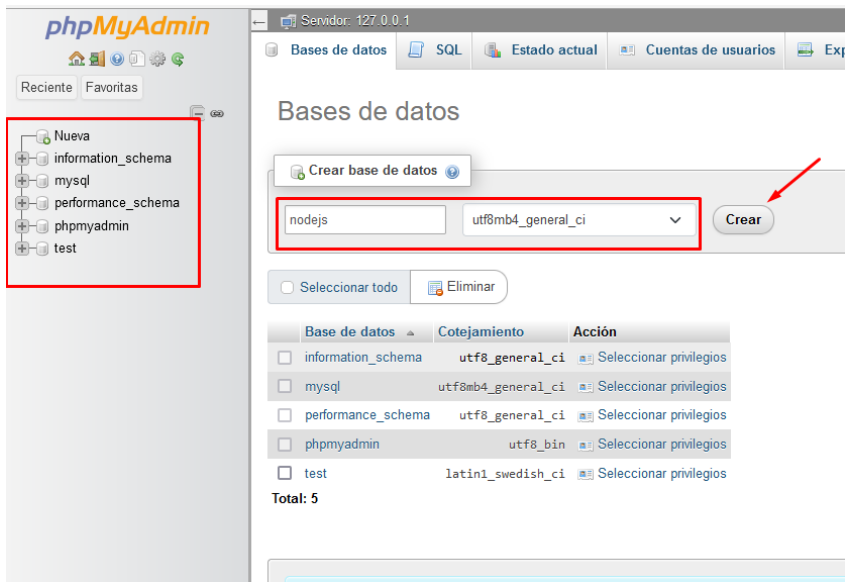 phpMyAdmin
Reciente Favoritas
Nueva
information_schema
mysql
performance_schema
phpmyadmin
test
Servidor: 127.0.0.1
Bases de datos SQL Estado actual Cuentas de usuarios Exp
Bases de datos
Crear base de datos
nodejs utf8mb4_general_ci Crear
Seleccionar todo Eliminar
Base de datos Cotejamiento Acción
information_schema utf8_general_ci Seleccionar privilegios
mysql utf8mb4_general_ci Seleccionar privilegios
performance_schema utf8_general_ci Seleccionar privilegios
phpmyadmin utf8_bin Seleccionar privilegios
test latin1_swedish_ci Seleccionar privilegios
Total: 5